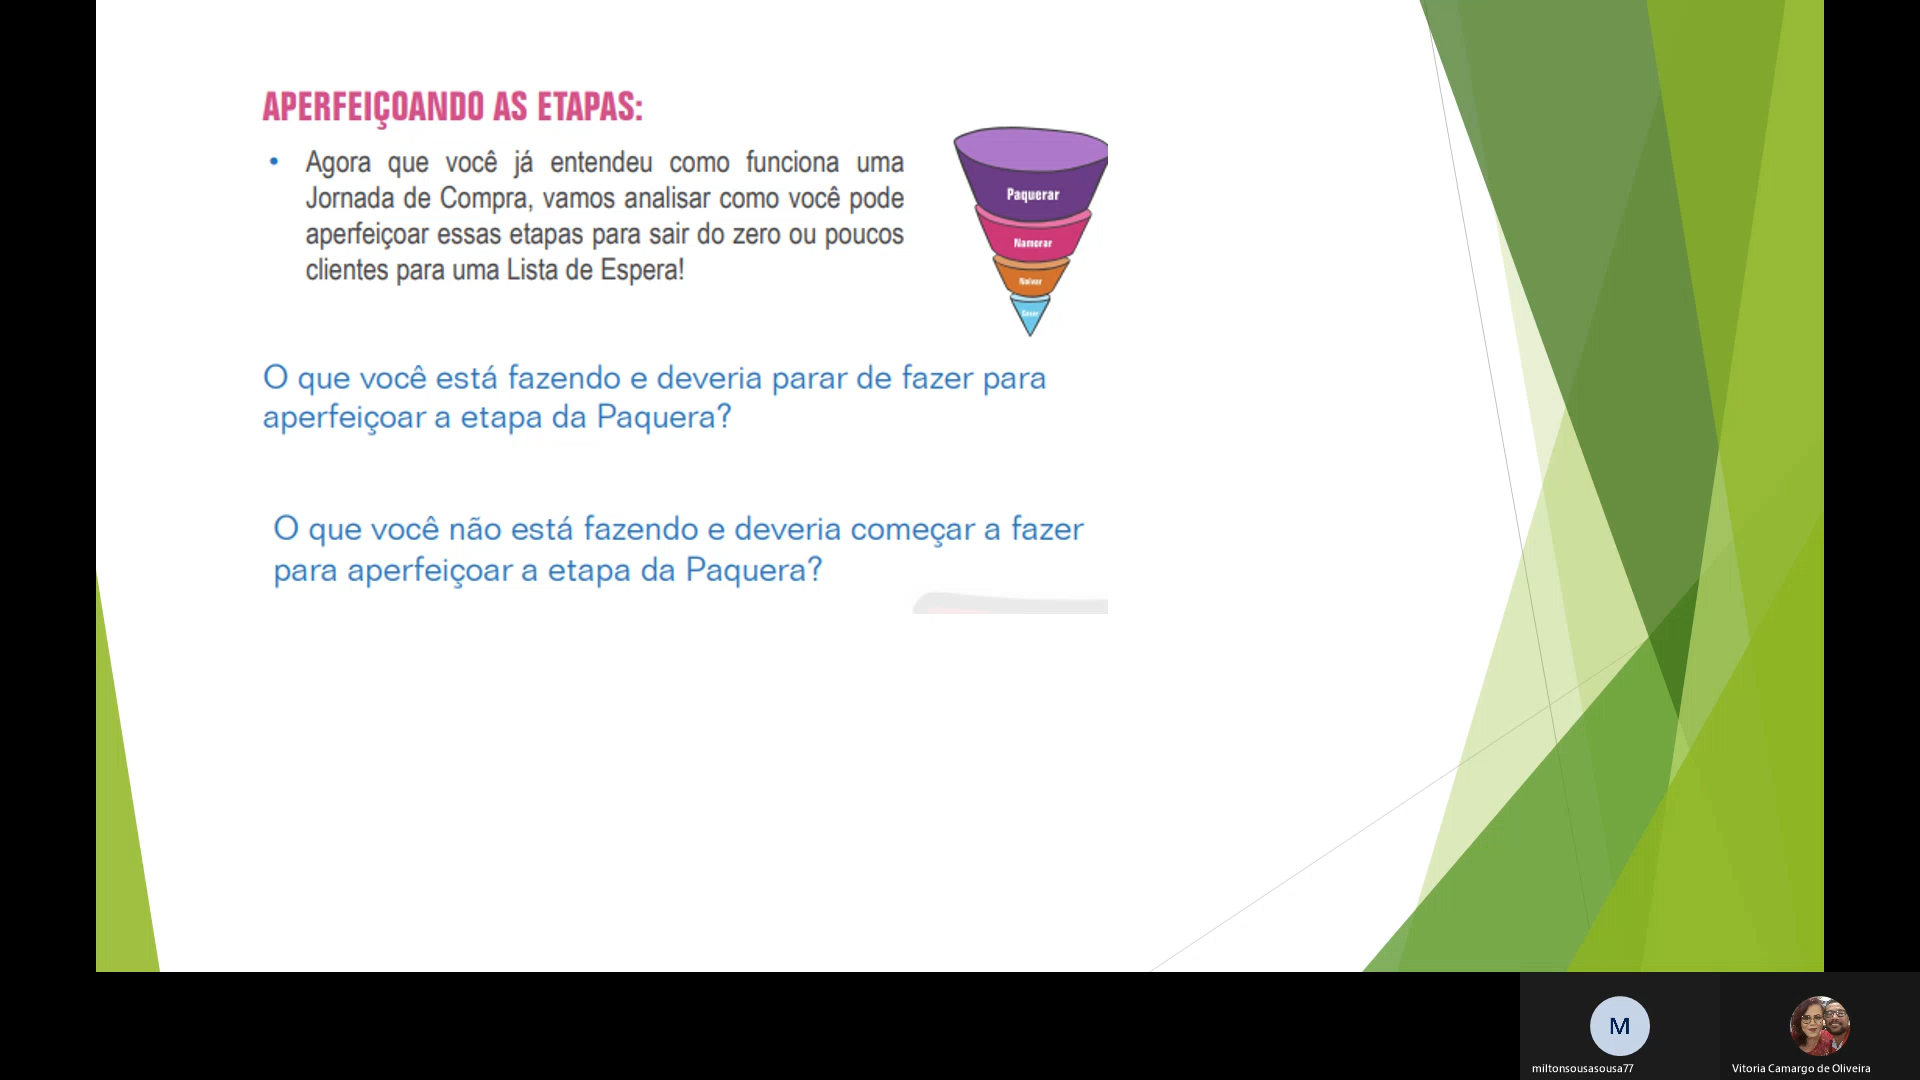 APERFEIÇOANDO AS ETAPAS:
• Agora que você já entendeu como funciona uma
Jornada de Compra, vamos analisar como você pode
aperfeiçoar essas etapas para sair do zero ou poucos
clientes para uma Lista de Espera!
Paquerar
Namorar
Noivar
O que você está fazendo e deveria parar de fazer para
aperfeiçoar a etapa da Paquera?
O que você não está fazendo e deveria começar a fazer
para aperfeiçoar a etapa da Paquera?
M
miltonsousasousa77
Vitoria Camargo de Oliveira